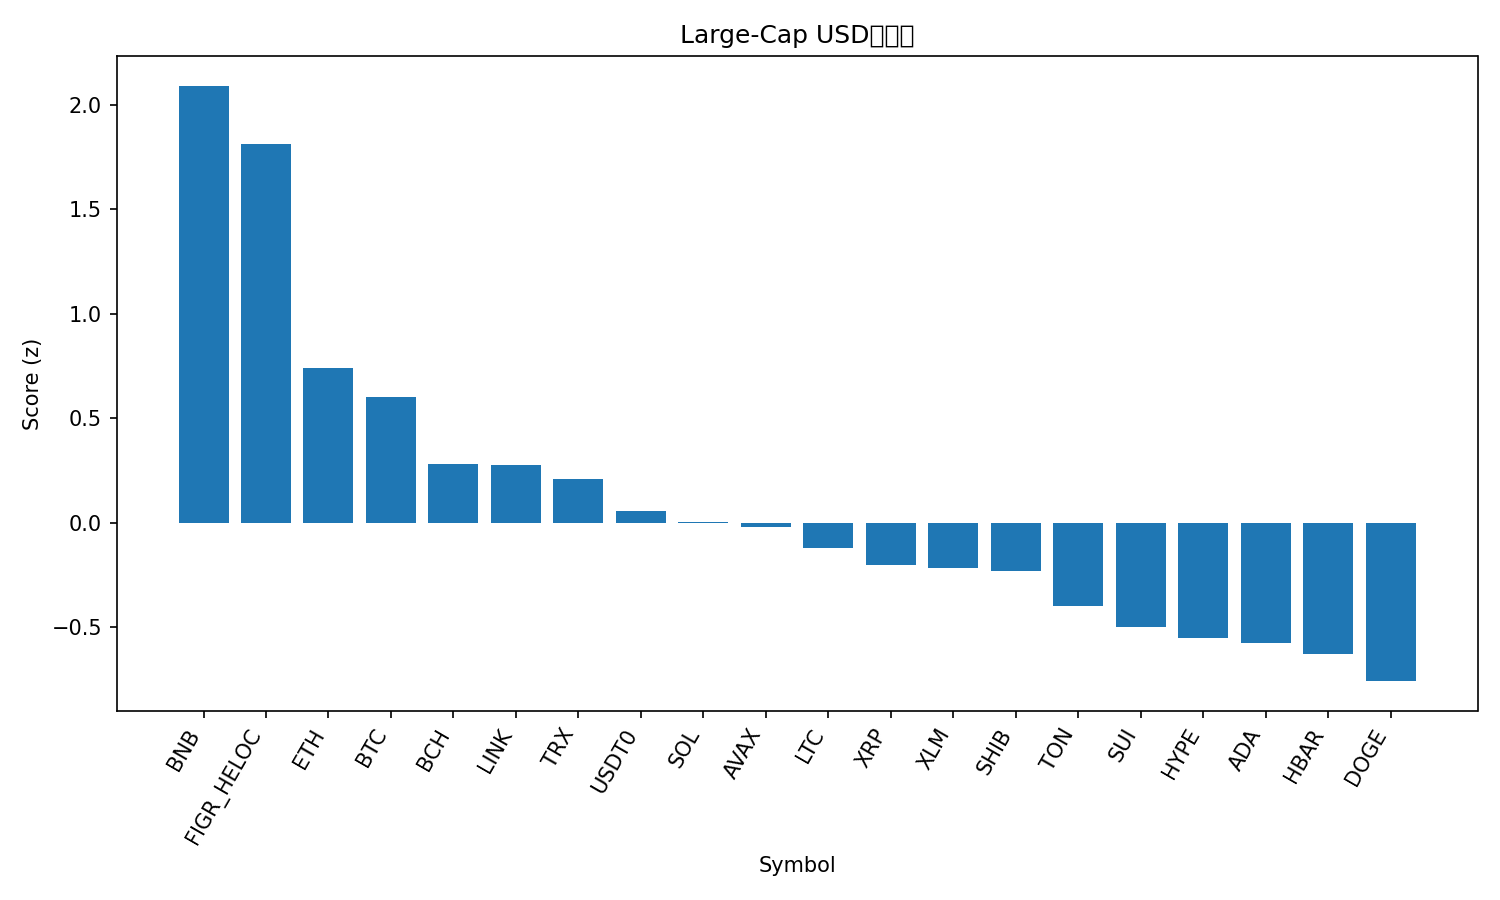 Large-Cap USD
Score (z)
2.0
1.5
1.0
0.5
0.0
−0.5
BNB
FIGR_HELOC
ETH
BTC
BCH
LINK
TRX
USDT0
SOL
AVAX
LTC
XRP
XLM
SHIB
TON
SUI
HYPE
ADA
HBAR
DOGE
Symbol